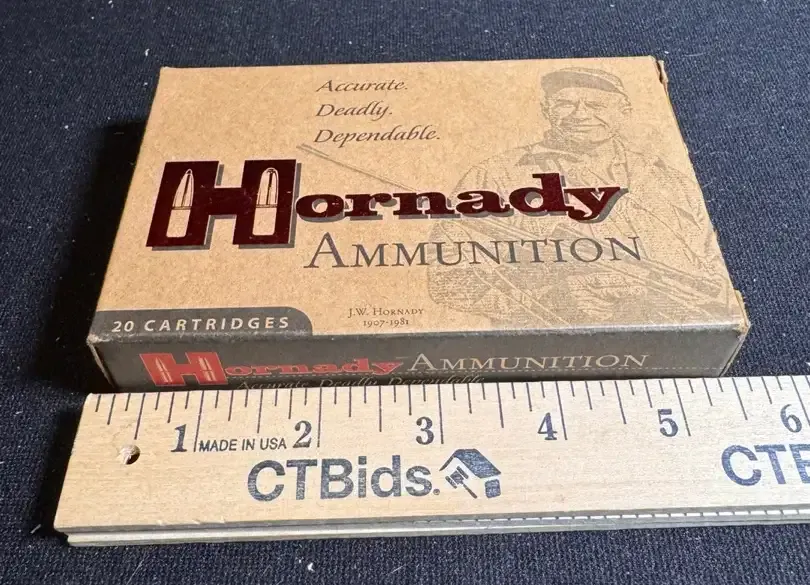 Accurate.
Deadly.
Dependable.
Hornady
AMMUNITION
J.W. HORNADY
1907-1981
20 CARTRIDGES
Hornady AMMUNITION
Accurate. Deadly. Dependable.
1 2 3 4 5 6
MADE IN USA
CTBids.
CTB